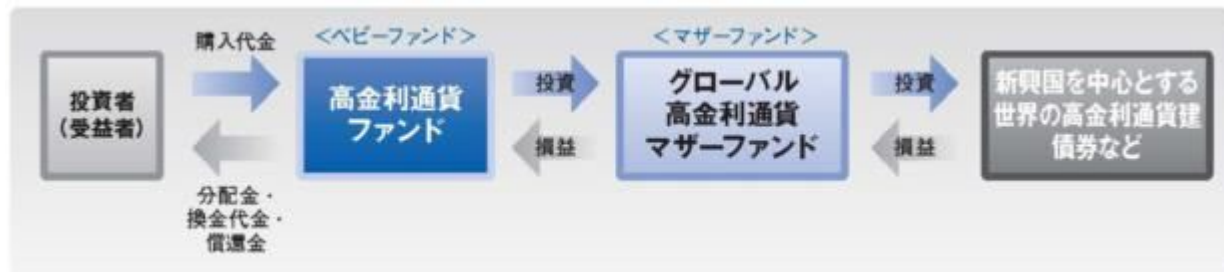 購入代金
<ベビーファンド>
<マザーファンド>
投資者
(受益者)
高金利通貨
ファンド
投資
損益
グローバル
高金利通貨
マザーファンド
投資
損益
新興国を中心とする
世界の高金利通貨建
債券など
分配金・
換金代金・
償還金